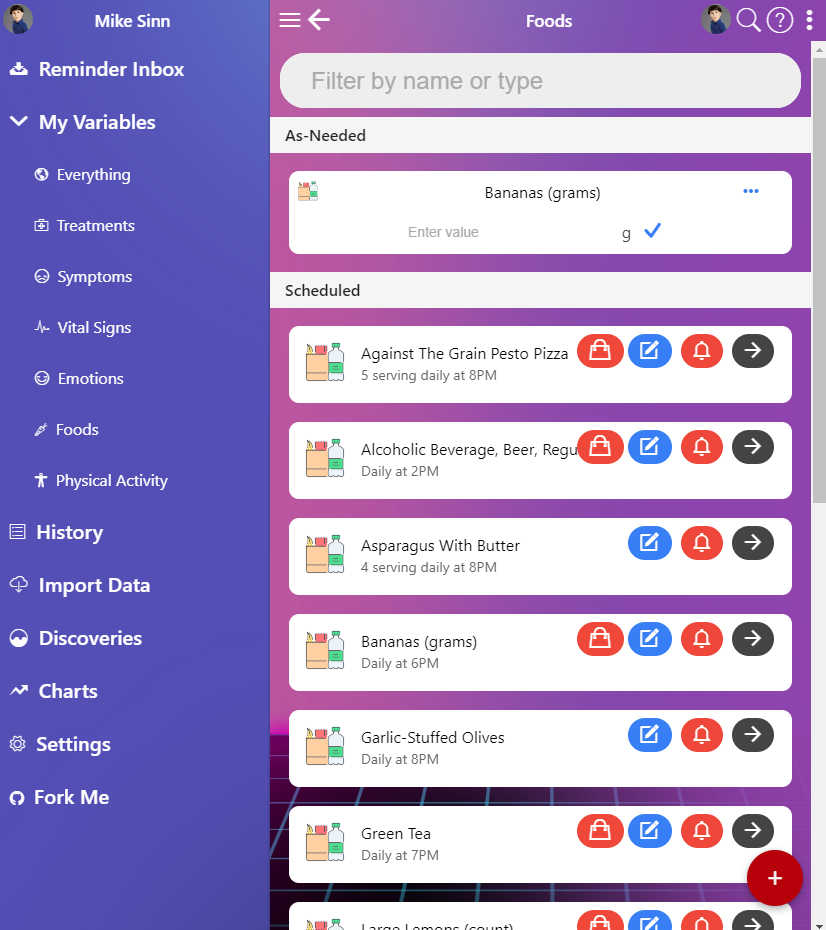 Mike Sinn
Reminder Inbox
My Variables
Everything
Treatments
Symptoms
Vital Signs
Emotions
Foods
Physical Activity
History
Import Data
Discoveries
Charts
Settings
Fork Me
Foods
?
Filter by name or type
As-Needed
Bananas (grams)
Enter value g
Scheduled
Against The Grain Pesto Pizza
5 serving daily at 8PM
Alcoholic Beverage, Beer, Regu
Daily at 2PM
Asparagus With Butter
4 serving daily at 8PM
Bananas (grams)
Daily at 6PM
Garlic-Stuffed Olives
Daily at 8PM
Green Tea
Daily at 7PM
+
Large Lemons (count)